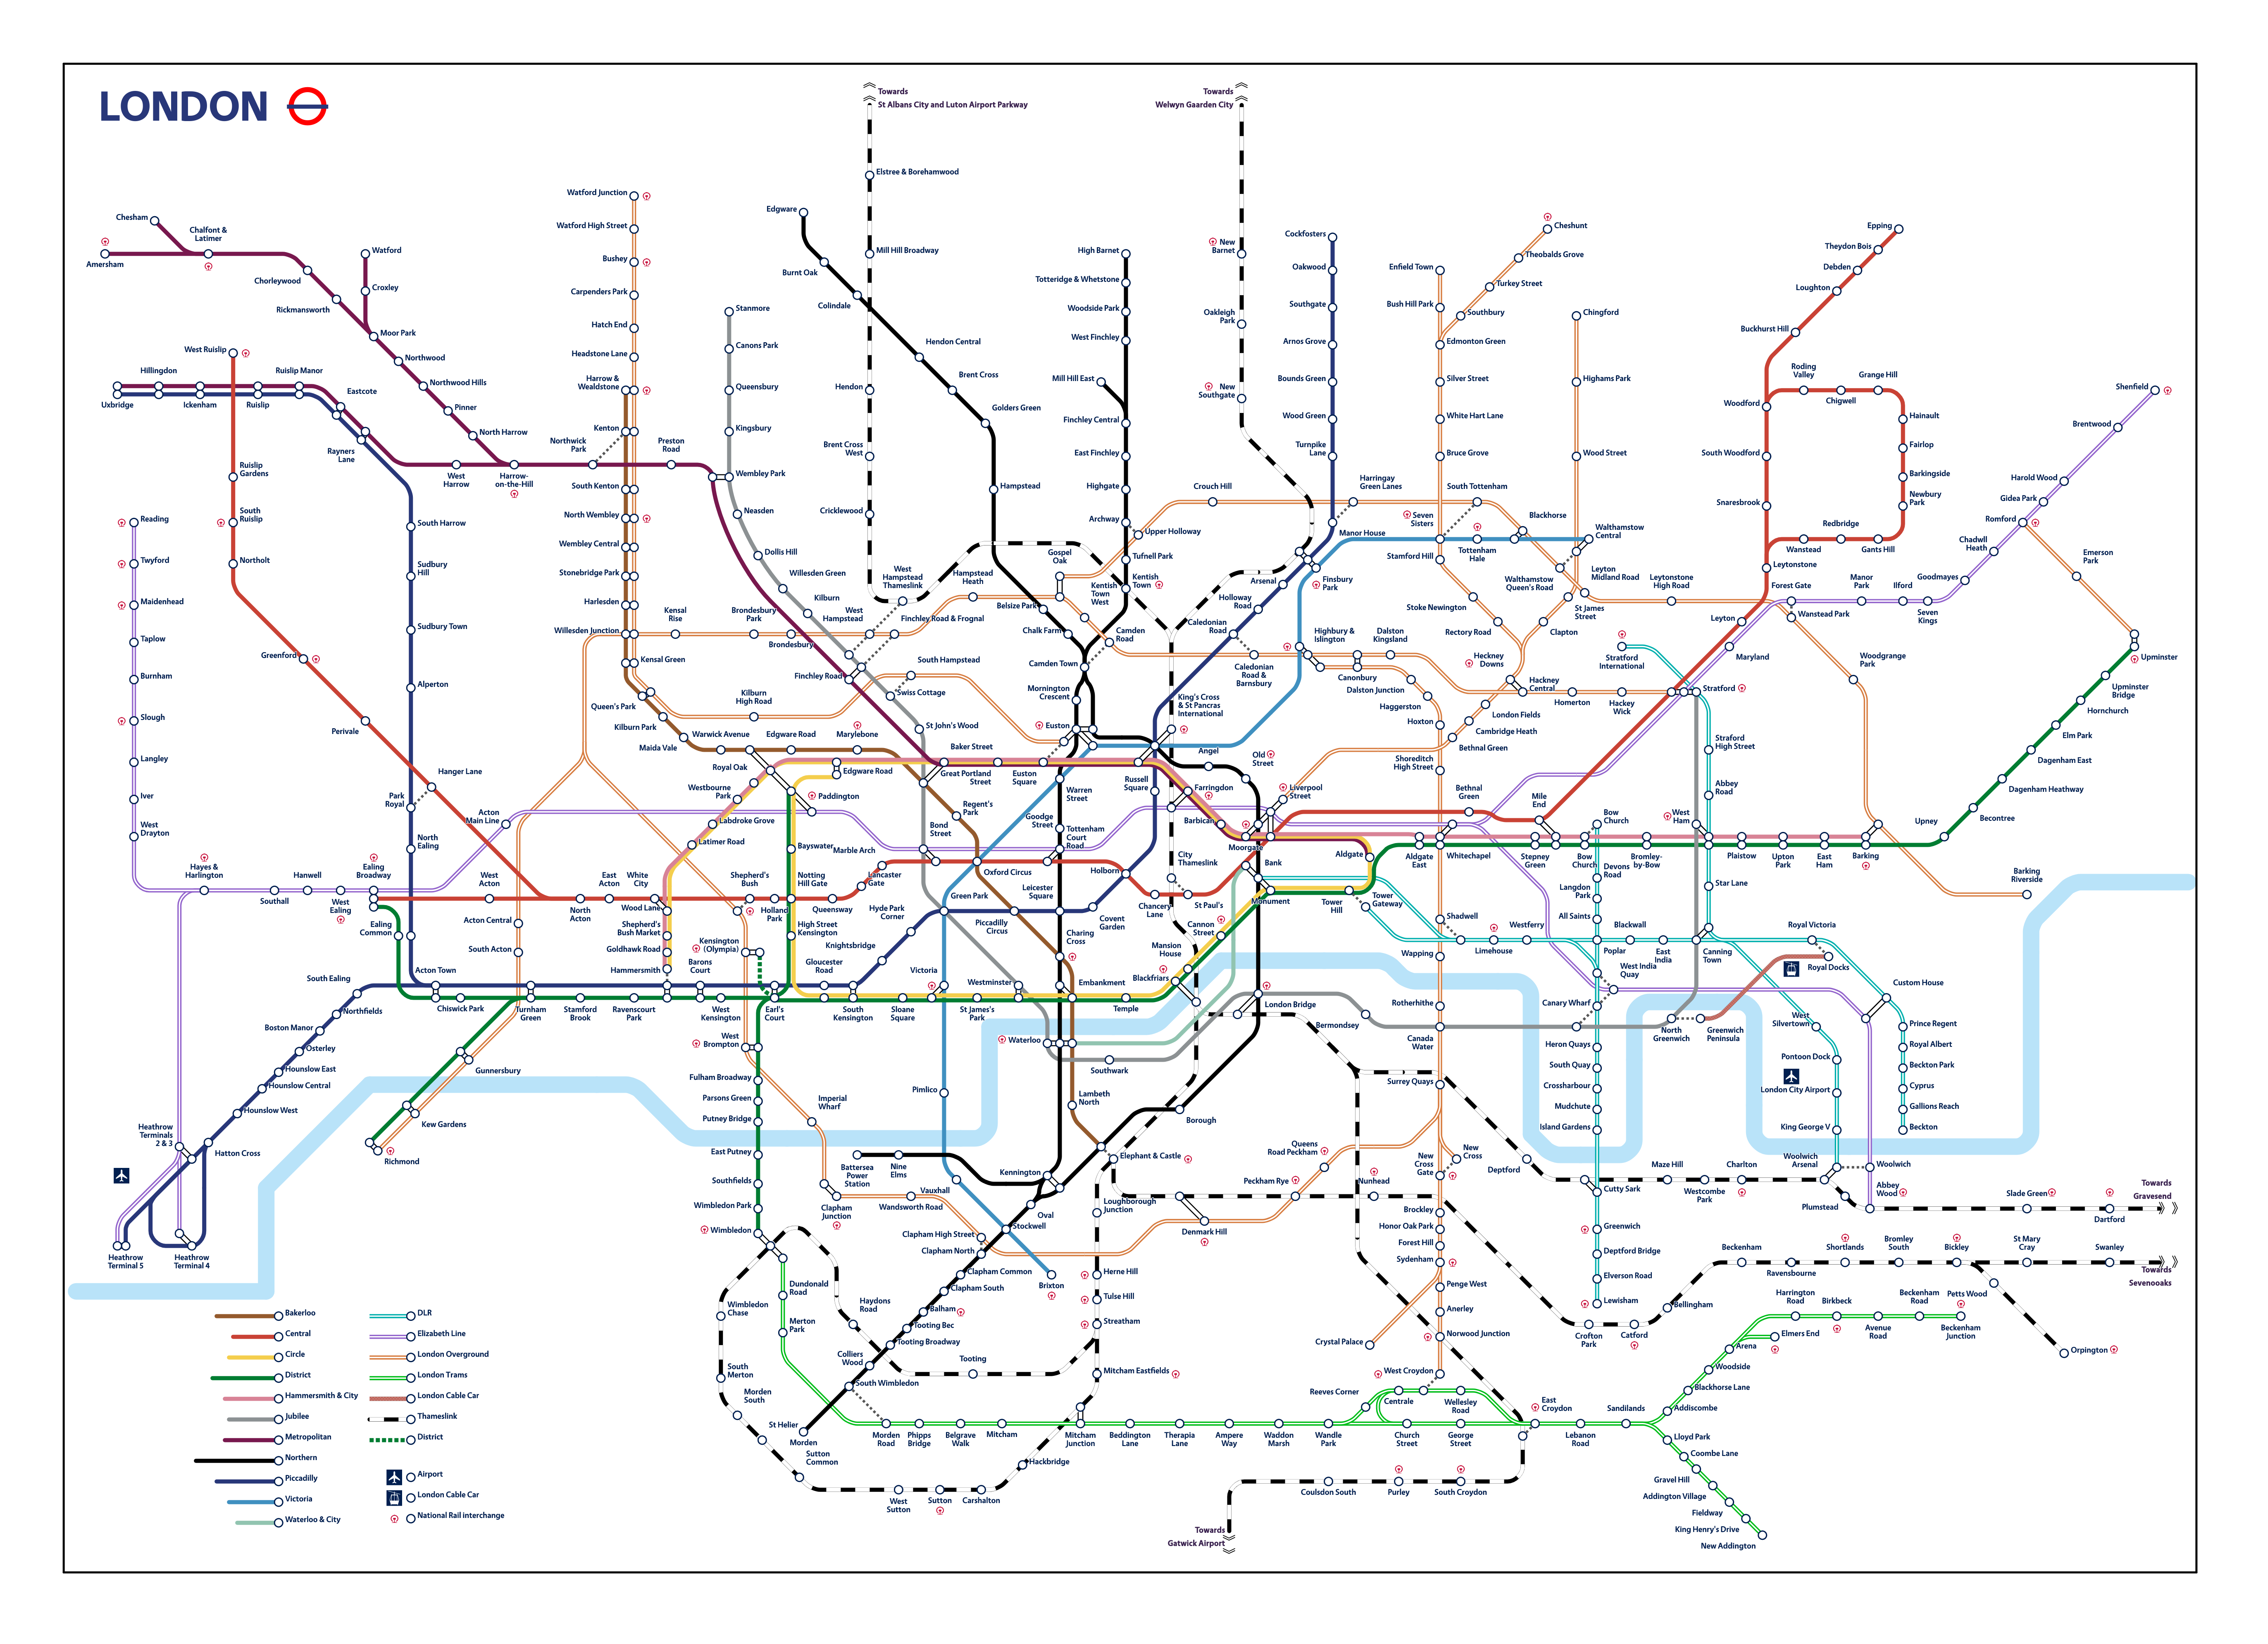 LONDON
Towards
St Albans City and Luton Airport Parkway
Towards
Welwyn Gaarden City
Elstree & Borehamwood
Mill Hill Broadway
Hendon
Brent Cross
West
Cricklewood
West
Hampstead
Thameslink
New
Barnet
Oakleigh
Park
New
Southgate
Chesham
Amersham
Chalfont &
Latimer
Chorleywood
Rickmansworth
Watford
Croxley
Moor Park
Northwood
Northwood Hills
Pinner
North Harrow
Harrow-
on-the-Hill
West
Harrow
Northwick
Park
Preston
Road
Wembley Park
West Ruislip
Hillingdon
Uxbridge
Ickenham
Ruislip
Ruislip Manor
Eastcote
Rayners
Lane
Ruislip
Gardens
South
Ruislip
Northolt
Greenford
Perivale
Hanger Lane
Park
Royal
South Harrow
Sudbury
Hill
Sudbury Town
Alperton
North
Ealing
Reading
Twyford
Maidenhead
Taplow
Burnham
Slough
Langley
Iver
West
Drayton
Hayes &
Harlington
Southall
Hanwell
West
Ealing
Ealing
Broadway
Ealing
Common
Acton
Main Line
West
Acton
Acton Central
South Acton
North
Acton
East
Acton
White
City
Wood Lane
Shepherd's
Bush Market
Goldhawk Road
Hammersmith
Watford Junction
Watford High Street
Bushey
Carpenders Park
Hatch End
Headstone Lane
Harrow &
Wealdstone
Kenton
South Kenton
North Wembley
Wembley Central
Stonebridge Park
Harlesden
Willesden Junction
Kensal Green
Queen's Park
Kilburn Park
Maida Vale
Warwick Avenue
Edgware Road
Marylebone
Kilburn
High Road
South Hampstead
Kensal
Rise
Brondesbury
Park
Brondesbury
West
Hampstead
Finchley Road & Frognal
Hampstead
Heath
Gospel
Oak
Stanmore
Canons Park
Queensbury
Kingsbury
Neasden
Dollis Hill
Willesden Green
Kilburn
Finchley Road
Swiss Cottage
St John's Wood
Baker Street
Great Portland
Street
Euston
Square
Edgware
Burnt Oak
Colindale
Hendon Central
Brent Cross
Golders Green
Hampstead
Belsize Park
Chalk Farm
Camden Town
Mornington
Crescent
Euston
High Barnet
Totteridge & Whetstone
Woodside Park
West Finchley
Mill Hill East
Finchley Central
East Finchley
Highgate
Archway
Tufnell Park
Kentish
Town
Kentish
Town
West
Camden
Road
Upper Holloway
Crouch Hill
Harringay
Green Lanes
South Tottenham
Blackhorse
Cockfosters
Oakwood
Southgate
Arnos Grove
Bounds Green
Wood Green
Turnpike
Lane
Manor House
Finsbury
Park
Arsenal
Holloway
Road
Caledonian
Road
King's Cross
& St Pancras
International
Caledonian
Road &
Barnsbury
Highbury &
Islington
Canonbury
Dalston
Kingsland
Dalston Junction
Haggerston
Hoxton
Shoreditch
High Street
Enfield Town
Bush Hill Park
Edmonton Green
Silver Street
White Hart Lane
Bruce Grove
Seven
Sisters
Stamford Hill
Stoke Newington
Rectory Road
Cheshunt
Theobalds Grove
Turkey Street
Southbury
Chingford
Highams Park
Wood Street
Walthamstow
Central
Tottenham
Hale
Walthamstow
Queen's Road
Leyton
Midland Road
St James
Street
Clapton
Leytonstone
High Road
Heckney
Downs
Hackney
Central
Homerton
Hackey
Wick
London Fields
Cambridge Heath
Bethnal Green
Stratford
International
Stratford
Straford
High Street
Abbey
Road
West
Ham
Epping
Theydon Bois
Debden
Loughton
Buckhurst Hill
Woodford
South Woodford
Snaresbrook
Leytonstone
Leyton
Roding
Valley
Chigwell
Grange Hill
Hainault
Fairlop
Barkingside
Newbury
Park
Wanstead
Redbridge
Gants Hill
Shenfield
Brentwood
Harold Wood
Gidea Park
Romford
Chadwll
Heath
Goodmayes
Seven
Kings
Ilford
Manor
Park
Forest Gate
Wanstead Park
Maryland
Woodgrange
Park
Emerson
Park
Upminster
Upminster
Bridge
Hornchurch
Elm Park
Dagenham East
Dagenham Heathway
Becontree
Upney
Barking
Barking
Riverside
East
Ham
Upton
Park
Plaistow
Bromley-
by-Bow
Bow
Church
Bow
Church
Stepney
Green
Mile
End
Bethnal
Green
Whitechapel
Aldgate
East
Aldgate
Liverpool
Street
Old
Street
Angel
Farringdon
Barbican
Moorgate
Bank
Monument
Tower
Hill
Tower
Gateway
City
Thameslink
St Paul's
Chancery
Lane
Holborn
Russell
Square
Warren
Street
Goodge
Street
Tottenham
Court
Road
Regent's
Park
Bond
Street
Oxford Circus
Marble Arch
Lancaster
Gate
Queensway
Notting
Hill Gate
Bayswater
Paddington
Edgware Road
Royal Oak
Westbourne
Park
Labdroke Grove
Latimer Road
Holland
Park
Shepherd's
Bush
Kensington
(Olympia)
High Street
Kensington
Leicester
Square
Covent
Garden
Piccadilly
Circus
Green Park
Hyde Park
Corner
Knightsbridge
Gloucester
Road
South
Kensington
Sloane
Square
Victoria
St James's
Park
Westminster
Charing
Cross
Embankment
Temple
Blackfriars
Mansion
House
Cannon
Street
Waterloo
Southwark
London Bridge
Bermondsey
Borough
Lambeth
North
Elephant & Castle
Acton Town
South Ealing
Northfields
Boston Manor
Osterley
Hounslow East
Hounslow Central
Hounslow West
Hatton Cross
Heathrow
Terminals
2 & 3
Heathrow
Terminal 5
Heathrow
Terminal 4
Chiswick Park
Turnham
Green
Stamford
Brook
Ravenscourt
Park
Barons
Court
West
Kensington
Earl's
Court
Gunnersbury
Kew Gardens
Richmond
West
Brompton
Fulham Broadway
Parsons Green
Putney Bridge
East Putney
Southfields
Wimbledon Park
Wimbledon
Imperial
Wharf
Clapham
Junction
Wandsworth Road
Battersea
Power
Station
Nine
Elms
Vauxhall
Pimlico
Kennington
Oval
Stockwell
Brixton
Clapham High Street
Clapham North
Clapham Common
Clapham South
Balham
Tooting Bec
Tooting Broadway
Colliers
Wood
South Wimbledon
Morden
Loughborough
Junction
Herne Hill
Tulse Hill
Streatham
Mitcham Eastfields
Tooting
Haydons
Road
Wimbledon
Chase
South
Merton
Morden
South
St Helier
Sutton
Common
West
Sutton
Sutton
Carshalton
Hackbridge
Dundonald
Road
Merton
Park
Morden
Road
Phipps
Bridge
Belgrave
Walk
Mitcham
Mitcham
Junction
Beddington
Lane
Therapia
Lane
Ampere
Way
Waddon
Marsh
Wandle
Park
Reeves Corner
Centrale
West Croydon
Wellesley
Road
Church
Street
George
Street
East
Croydon
Lebanon
Road
Sandilands
Lloyd Park
Coombe Lane
Gravel Hill
Addington Village
Fieldway
King Henry's Drive
New Addington
Addiscombe
Blackhorse Lane
Woodside
Arena
Elmers End
Harrington
Road
Birkbeck
Avenue
Road
Beckenham
Road
Beckenham
Junction
Petts Wood
Orpington
Coulsdon South
Purley
South Croydon
Towards
Gatwick Airport
Denmark Hill
Peckham Rye
Queens
Road Peckham
Nunhead
Surrey Quays
Canada
Water
Rotherhithe
Wapping
Shadwell
Limehouse
Westferry
Poplar
Blackwall
East
India
Canning
Town
Royal Victoria
Royal Docks
Devons
Road
Langdon
Park
All Saints
Star Lane
West India
Quay
Canary Wharf
Heron Quays
South Quay
Crossharbour
Mudchute
Island Gardens
Cutty Sark
Greenwich
Deptford Bridge
Elverson Road
Lewisham
North
Greenwich
Greenwich
Peninsula
Custom House
Prince Regent
Royal Albert
Beckton Park
Cyprus
Gallions Reach
Beckton
West
Silvertown
Pontoon Dock
London City Airport
King George V
Woolwich
Arsenal
Woolwich
Abbey
Wood
Plumstead
Slade Green
Dartford
Towards
Gravesend
Deptford
Maze Hill
Westcombe
Park
Charlton
New
Cross
New
Cross
Gate
Brockley
Honor Oak Park
Forest Hill
Sydenham
Penge West
Anerley
Norwood Junction
Crystal Palace
Crofton
Park
Catford
Bellingham
Beckenham
Ravensbourne
Shortlands
Bromley
South
Bickley
St Mary
Cray
Swanley
Towards
Sevenooaks
Bakerloo
Central
Circle
District
Hammersmith & City
Jubilee
Metropolitan
Northern
Piccadilly
Victoria
Waterloo & City
DLR
Elizabeth Line
London Overground
London Trams
London Cable Car
Thameslink
District
Airport
London Cable Car
National Rail interchange